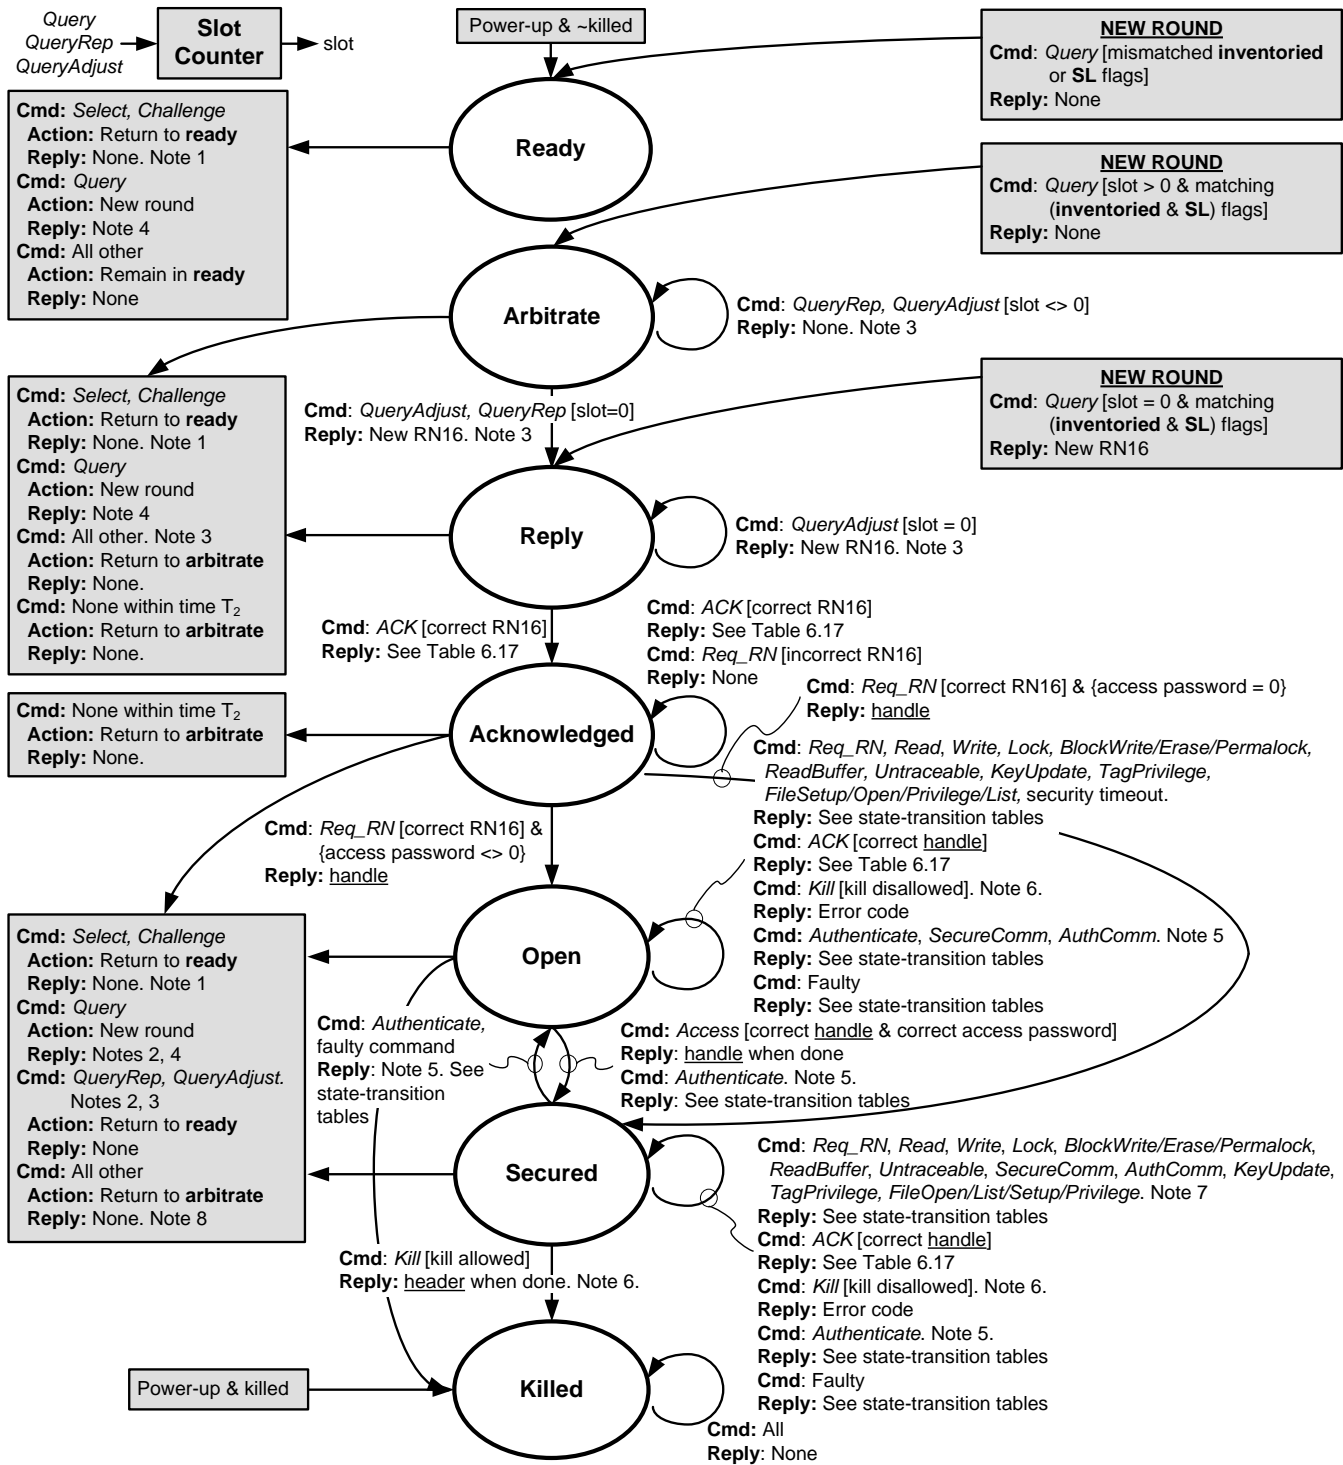 Query
QueryRep
QueryAdjust
Slot
Counter
slot
Power-up & ~killed
NEW ROUND
Cmd: Query [mismatched inventoried
or SL flags]
Reply: None
Cmd: Select, Challenge
Action: Return to ready
Reply: None. Note 1
Cmd: Query
Action: New round
Reply: Note 4
Cmd: All other
Action: Remain in ready
Reply: None
Ready
NEW ROUND
Cmd: Query [slot > 0 & matching
(inventoried & SL) flags]
Reply: None
Arbitrate
Cmd: QueryRep, QueryAdjust [slot <> 0]
Reply: None. Note 3
Cmd: Select, Challenge
Action: Return to ready
Reply: None. Note 1
Cmd: Query
Action: New round
Reply: Note 4
Cmd: All other. Note 3
Action: Return to arbitrate
Reply: None.
Cmd: None within time T2
Action: Return to arbitrate
Reply: None.
Cmd: QueryAdjust, QueryRep [slot=0]
Reply: New RN16. Note 3
NEW ROUND
Cmd: Query [slot = 0 & matching
(inventoried & SL) flags]
Reply: New RN16
Reply
Cmd: QueryAdjust [slot = 0]
Reply: New RN16. Note 3
Cmd: ACK [correct RN16]
Reply: See Table 6.17
Cmd: ACK [correct RN16]
Reply: See Table 6.17
Cmd: Req_RN [incorrect RN16]
Reply: None
Cmd: Req_RN [correct RN16] & {access password = 0}
Reply: handle
Cmd: None within time T2
Action: Return to arbitrate
Reply: None.
Acknowledged
Cmd: Req_RN, Read, Write, Lock, BlockWrite/Erase/Permalock,
ReadBuffer, Untraceable, KeyUpdate, TagPrivilege,
FileSetup/Open/Privilege/List, security timeout.
Reply: See state-transition tables
Cmd: ACK [correct handle]
Reply: See Table 6.17
Cmd: Kill [kill disallowed]. Note 6.
Reply: Error code
Cmd: Authenticate, SecureComm, AuthComm. Note 5
Reply: See state-transition tables
Cmd: Faulty
Reply: See state-transition tables
Cmd: Req_RN [correct RN16] &
{access password <> 0}
Reply: handle
Open
Cmd: Select, Challenge
Action: Return to ready
Reply: None. Note 1
Cmd: Query
Action: New round
Reply: Notes 2, 4
Cmd: QueryRep, QueryAdjust.
Notes 2, 3
Action: Return to ready
Reply: None
Cmd: All other
Action: Return to arbitrate
Reply: None. Note 8
Cmd: Authenticate,
faulty command
Reply: Note 5. See
state-transition
tables
Cmd: Access [correct handle & correct access password]
Reply: handle when done
Cmd: Authenticate. Note 5.
Reply: See state-transition tables
Secured
Cmd: Req_RN, Read, Write, Lock, BlockWrite/Erase/Permalock,
ReadBuffer, Untraceable, SecureComm, AuthComm, KeyUpdate,
TagPrivilege, FileOpen/List/Setup/Privilege. Note 7
Reply: See state-transition tables
Cmd: ACK [correct handle]
Reply: See Table 6.17
Cmd: Kill [kill disallowed]. Note 6.
Reply: Error code
Cmd: Authenticate. Note 5.
Reply: See state-transition tables
Cmd: Faulty
Reply: See state-transition tables
Cmd: Kill [kill allowed]
Reply: header when done. Note 6.
Power-up & killed
Killed
Cmd: All
Reply: None